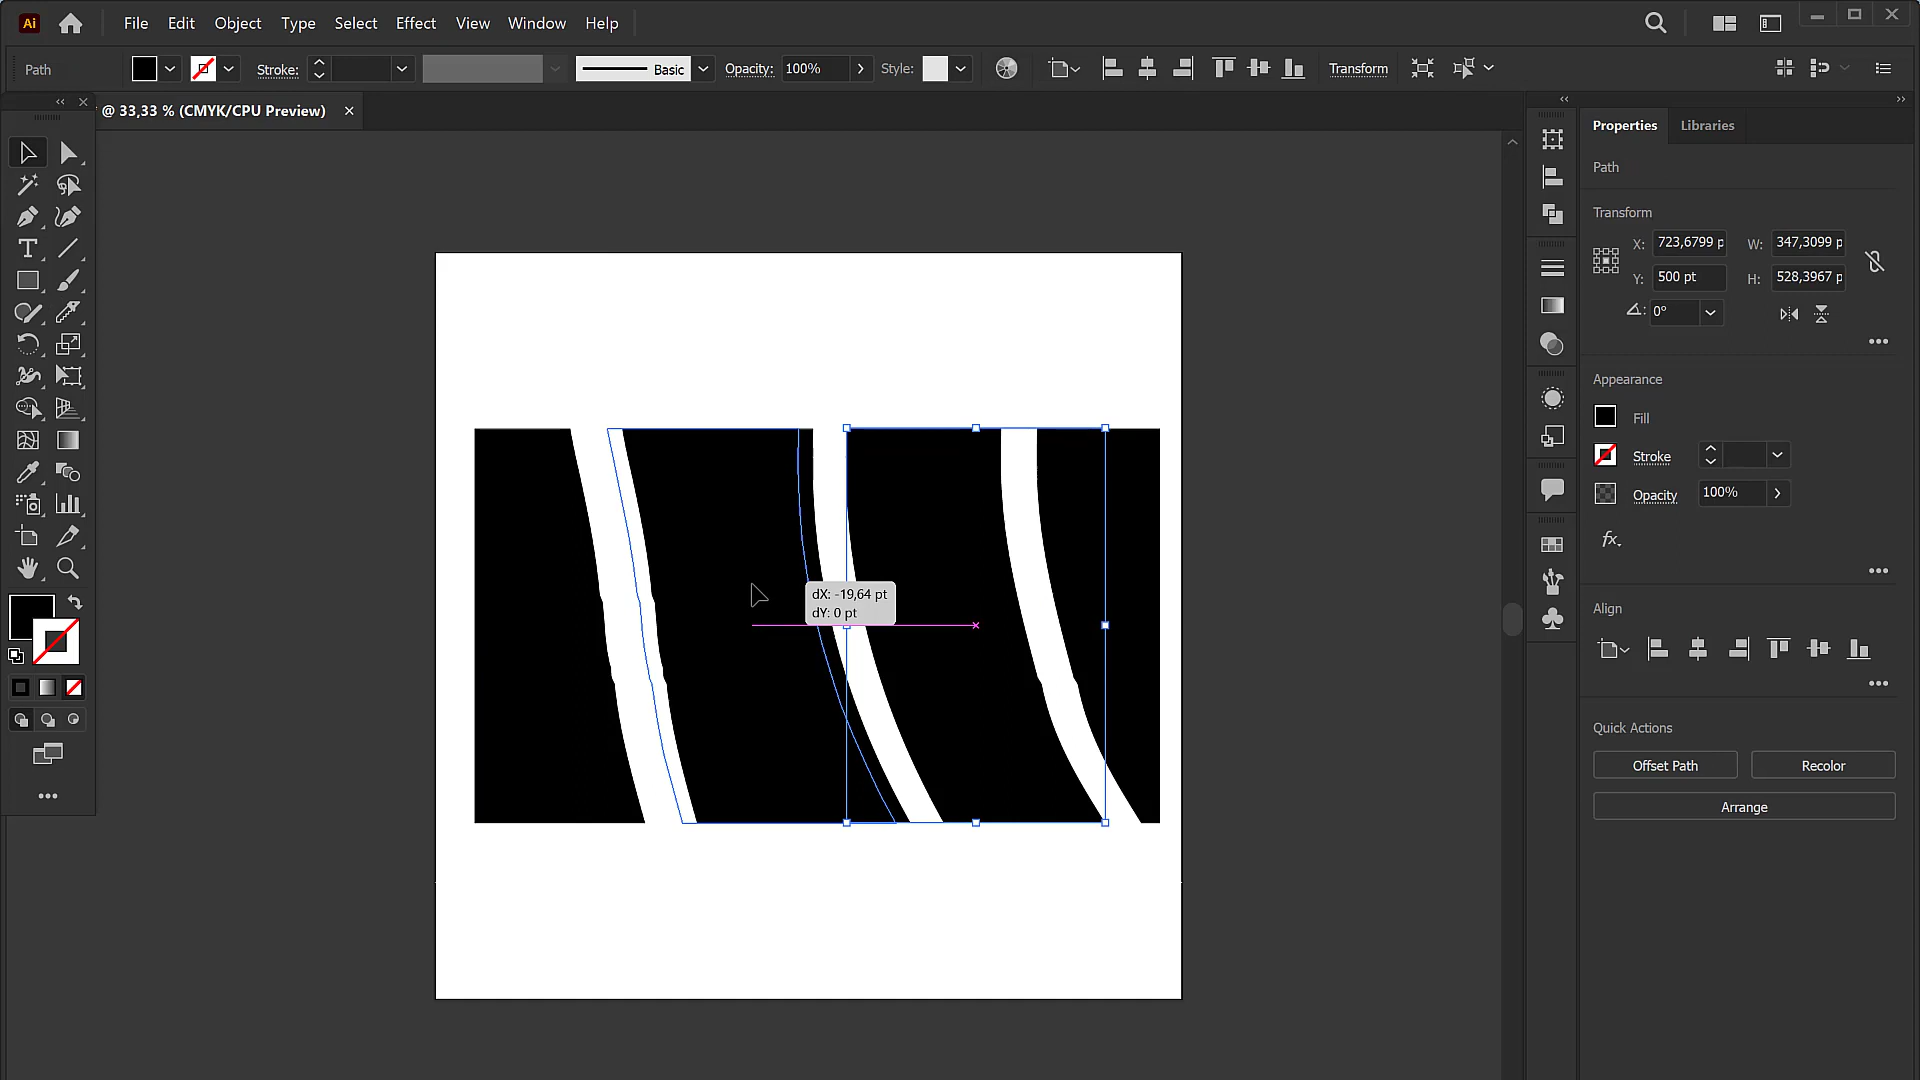 Ai File Edit Object Type Select Effect View Window Help
Path Stroke: Basic Opacity: 100% Style: Transform
@ 33,33 % (CMYK/CPU Preview) ×
Properties Libraries
Path
Transform
X: 723,6799 p W: 347,3099 p
Y: 500 pt H: 528,3967 p
0°
Appearance
Fill
Stroke
Opacity 100%
fx.
dX: -19,64 pt
dY: 0 pt
Align
Quick Actions
Offset Path Recolor
Arrange